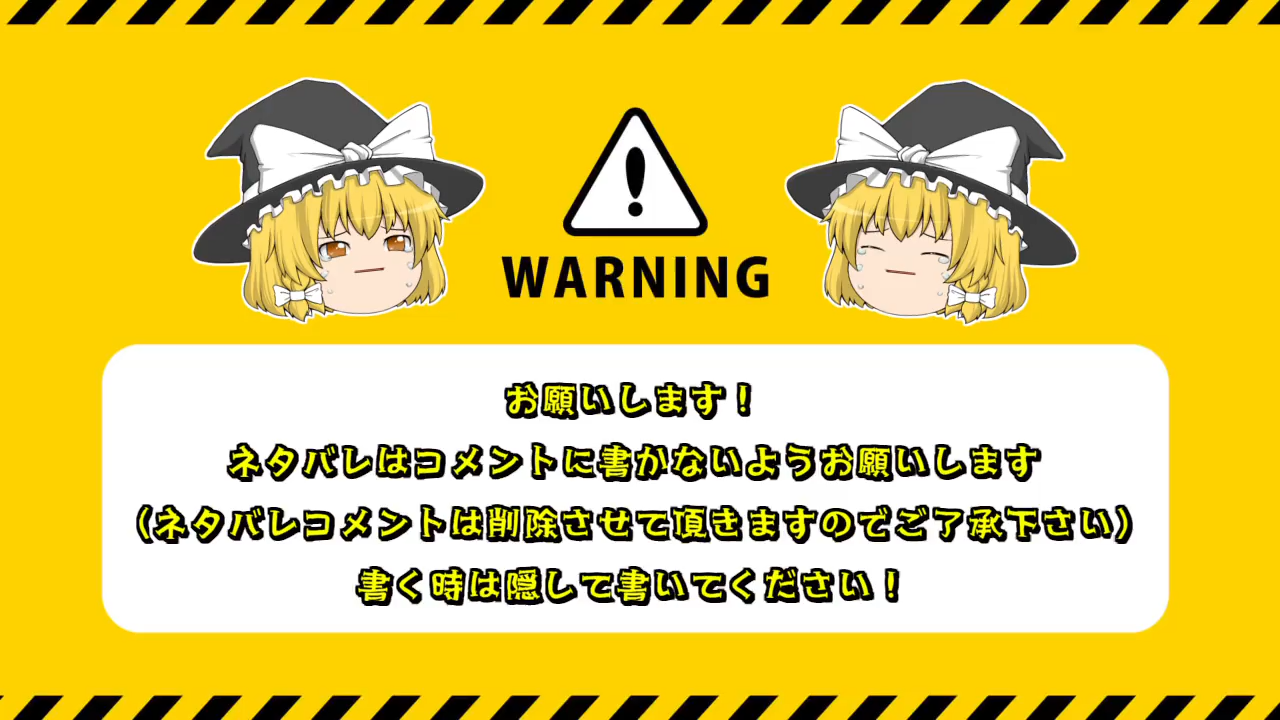 WARNING
お願いします！
ネタバレはコメントに書かないようお願いします
（ネタバレコメントは削除させて頂きますのでご了承下さい）
書く時は隠して書いてください！